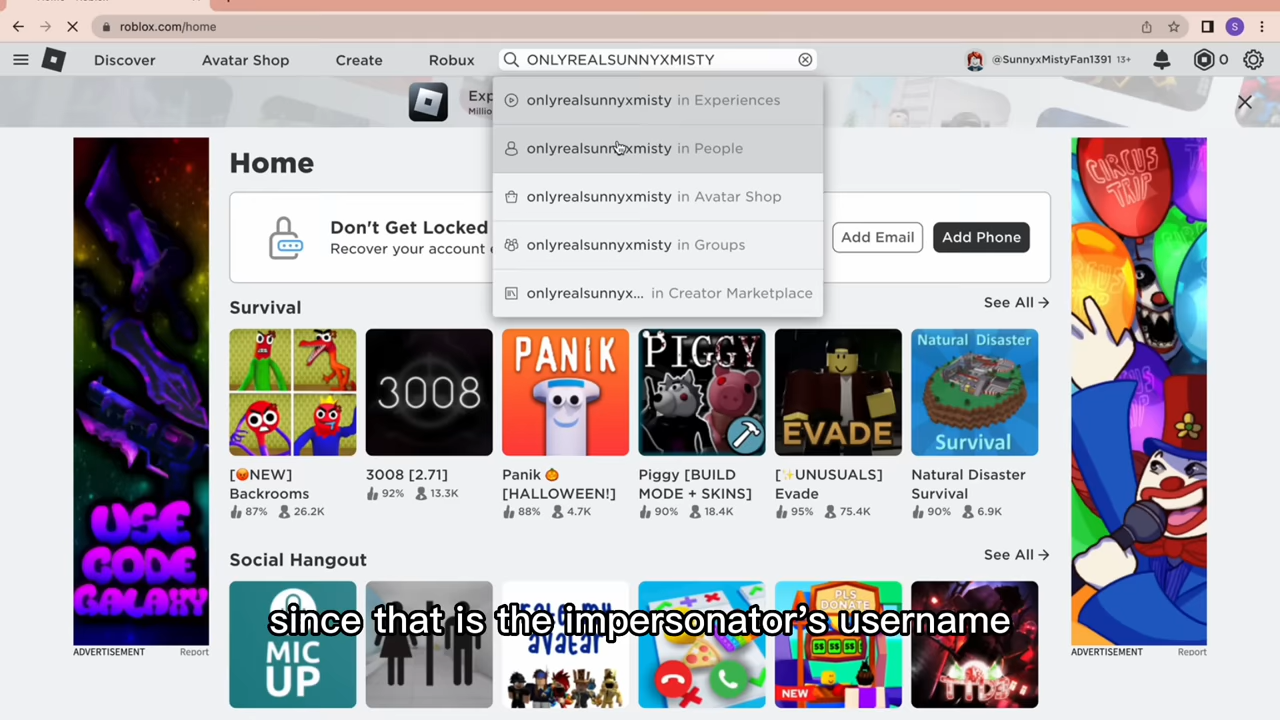 roblox.com/home
S
Discover
Avatar Shop
Create
Robux
ONLYREALSUNNYXMISTY
@SunnyxMistyFan1391 13+
0
onlyrealsunnyxmisty in Experiences
onlyrealsunnyxmisty in People
onlyrealsunnyxmisty in Avatar Shop
onlyrealsunnyxmisty in Groups
onlyrealsunnyx... in Creator Marketplace
Home
Don't Get Locked
Recover your account
Add Email
Add Phone
Survival
See All →
PANIK
PIGGY
3008
EVADE
Natural Disaster
Survival
[😡NEW]
Backrooms
87% 26.2K
3008 [2.71]
92% 13.3K
Panik 🎃
[HALLOWEEN!]
88% 4.7K
Piggy [BUILD
MODE + SKINS]
90% 18.4K
[✨UNUSUALS]
Evade
95% 75.4K
Natural Disaster
Survival
90% 6.9K
Social Hangout
See All →
MIC
UP
avatar
PLS
DONATE
NEW
since that is the impersonator's username
USE
CODE
GALAXY
ADVERTISEMENT
Report
CIRCUS
TRIP
ADVERTISEMENT
Report